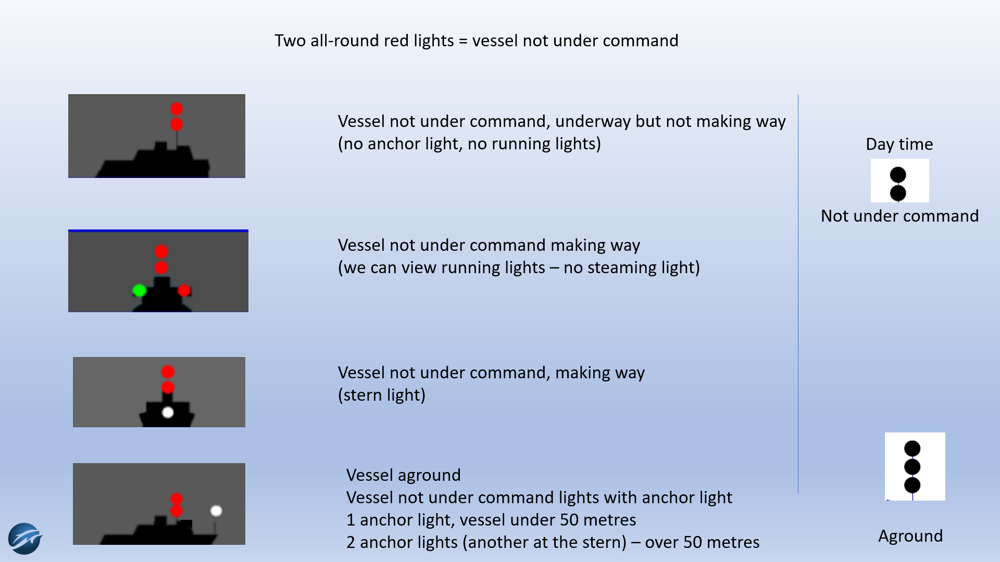 Two all-round red lights = vessel not under command
Vessel not under command, underway but not making way
(no anchor light, no running lights)
Day time
Not under command
Vessel not under command making way
(we can view running lights – no steaming light)
Vessel not under command, making way
(stern light)
Vessel aground
Vessel not under command lights with anchor light
1 anchor light, vessel under 50 metres
2 anchor lights (another at the stern) – over 50 metres
Aground